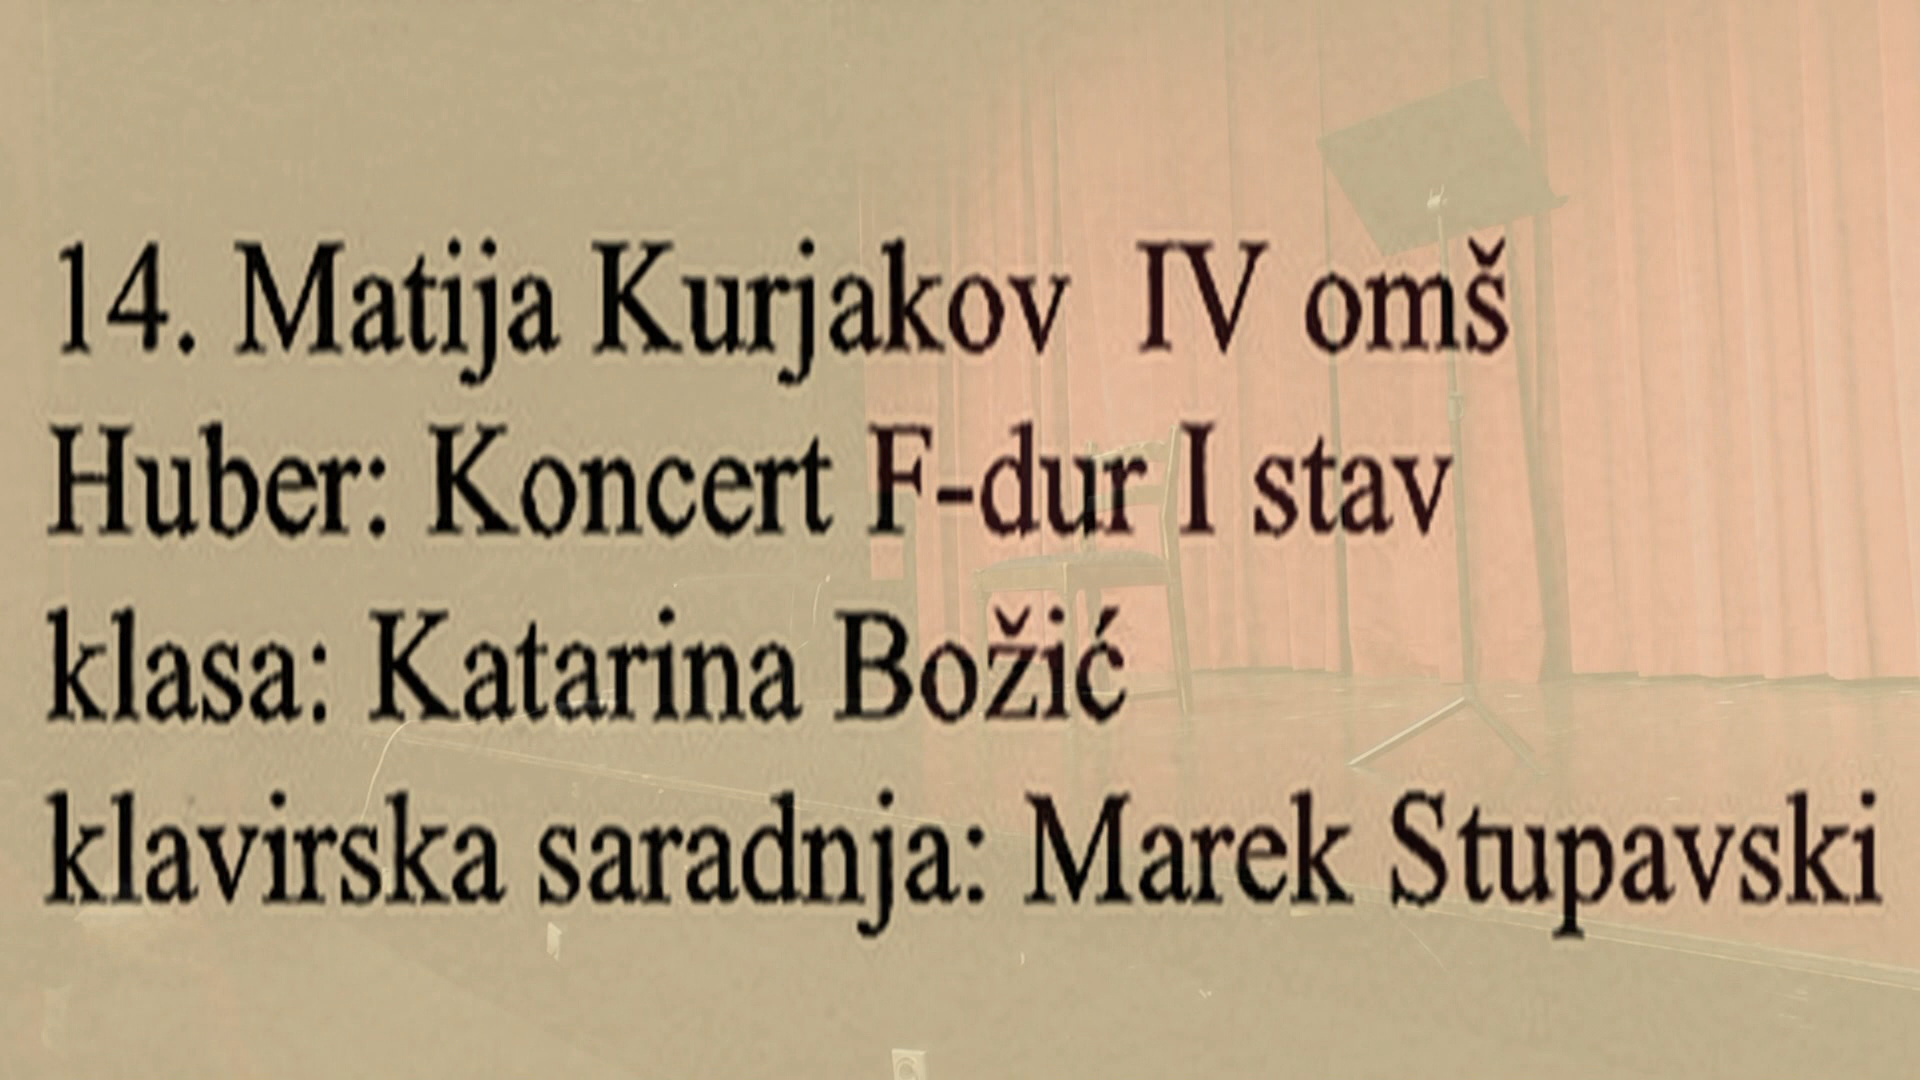 14. Matija Kurjakov IV omš
Huber: Koncert F-dur I stav
klasa: Katarina Božić
klavirska saradnja: Marek Stupavski